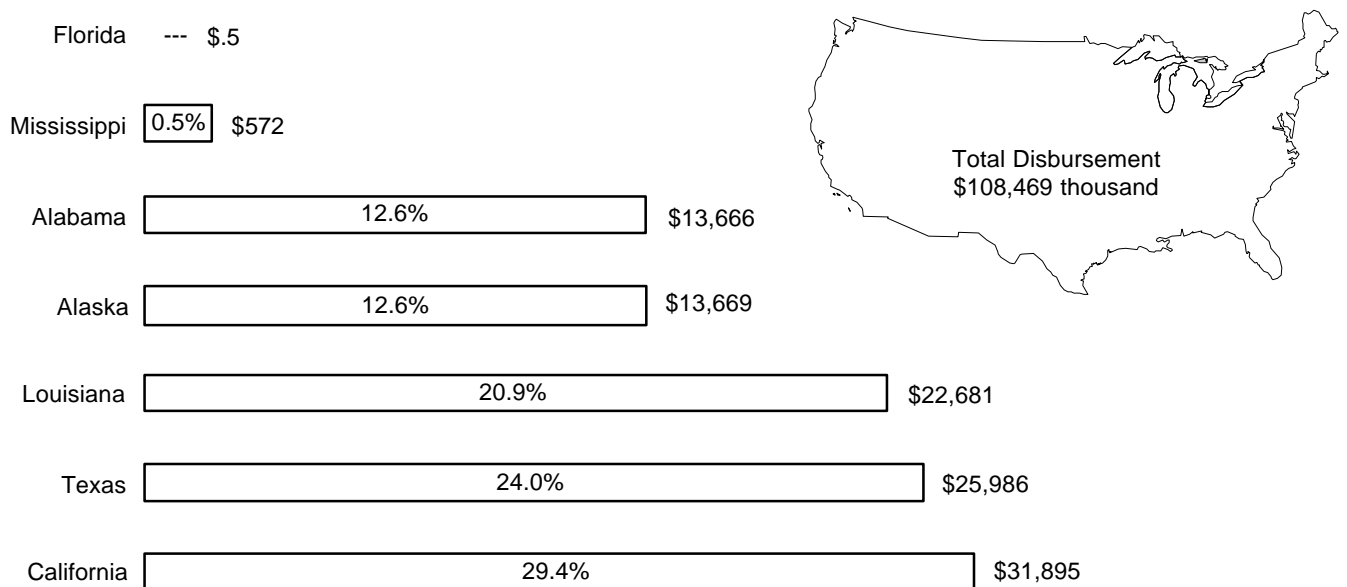 Florida --- $.5
Mississippi 0.5% $572
Total Disbursement
$108,469 thousand
Alabama 12.6% $13,666
Alaska 12.6% $13,669
Louisiana 20.9% $22,681
Texas 24.0% $25,986
California 29.4% $31,895